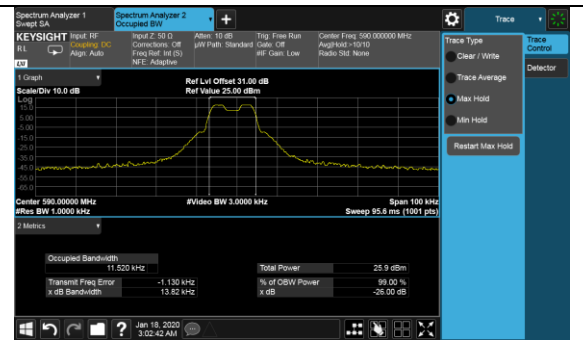 Spectrum Analyzer 1
Swept SA
Spectrum Analyzer 2
Occupied BW
+
Trace
KEYSIGHT
Input: RF
Coupling: DC
Align: Auto
Input Z: 50 Ω
Corrections: Off
Freq Ref: Int (S)
NFE: Adaptive
Atten: 10 dB
µW Path: Standard
Trig: Free Run
Gate: Off
#IF Gain: Low
Center Freq: 590.000000 MHz
Avg|Hold:>10/10
Radio Std: None
RL
LXI
Trace Type
Clear / Write
Trace Average
Max Hold
Min Hold
Restart Max Hold
Trace
Control
Detector
1 Graph
Scale/Div 10.0 dB
Ref Lvl Offset 31.00 dB
Ref Value 25.00 dBm
Log
15.0
5.00
-5.00
-15.0
-25.0
-35.0
-45.0
-55.0
-65.0
Center 590.00000 MHz
#Res BW 1.0000 kHz
#Video BW 3.0000 kHz
Span 100 kHz
Sweep 95.6 ms (1001 pts)
2 Metrics
Occupied Bandwidth
11.520 kHz
Total Power
25.9 dBm
Transmit Freq Error
-1.130 kHz
% of OBW Power
99.00 %
x dB Bandwidth
13.82 kHz
x dB
-26.00 dB
?
Jan 18, 2020
3:02:42 AM